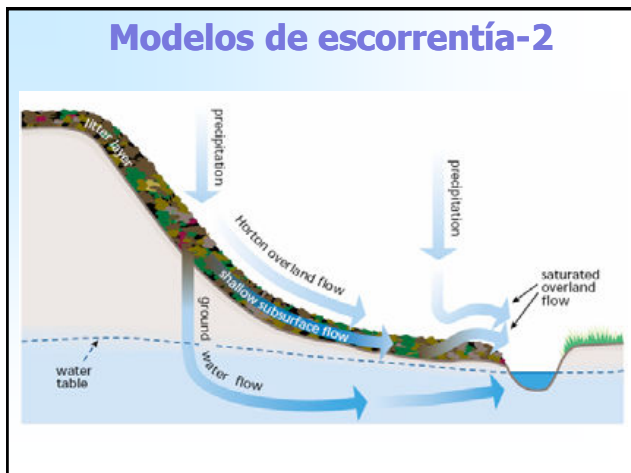 Modelos de escorrentía-2
litter layer
precipitation
precipitation
Horton overland flow
saturated
overland
flow
shallow subsurface flow
ground
water flow
water
table